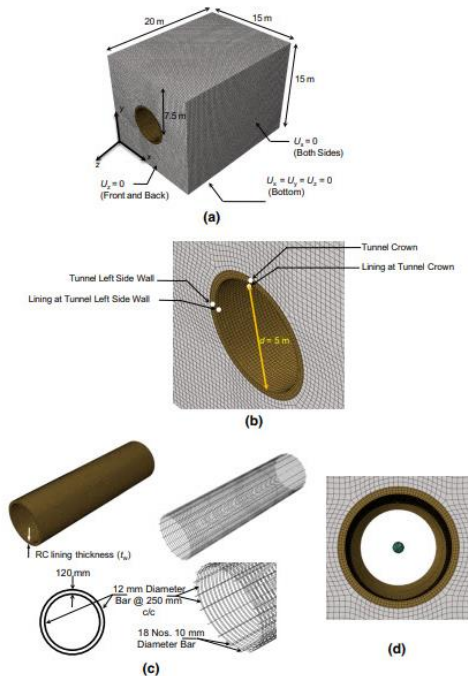 20 m
15 m
15 m
7.5 m
y
x
z
Ux = 0
(Both Sides)
Uz = 0
(Front and Back)
Ux = Uy = Uz = 0
(Bottom)
(a)
Tunnel Crown
Lining at Tunnel Crown
Tunnel Left Side Wall
Lining at Tunnel Left Side Wall
d = 5 m
(b)
RC lining thickness (tw)
120 mm
12 mm Diameter
Bar @ 250 mm
c/c
18 Nos. 10 mm
Diameter Bar
(c)
(d)